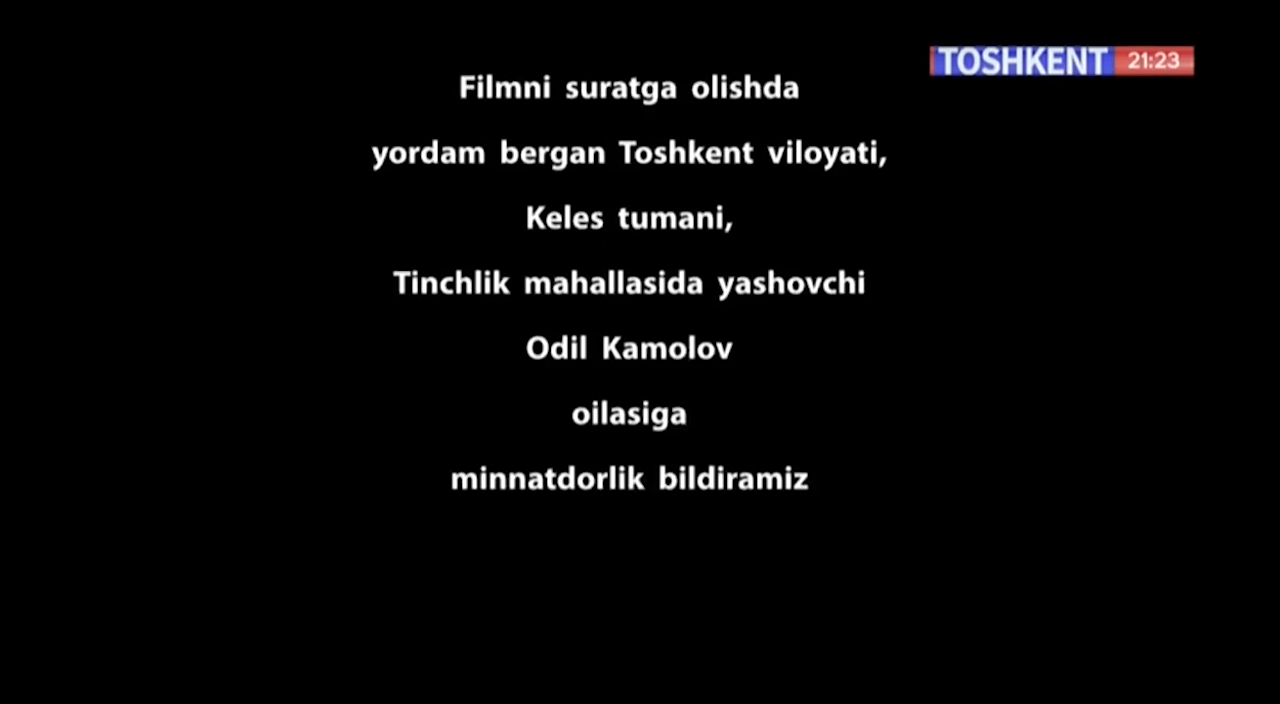 TOSHKENT 21:23
Filmni suratga olishda
yordam bergan Toshkent viloyati,
Keles tumani,
Tinchlik mahallasida yashovchi
Odil Kamolov
oilasiga
minnatdorlik bildiramiz